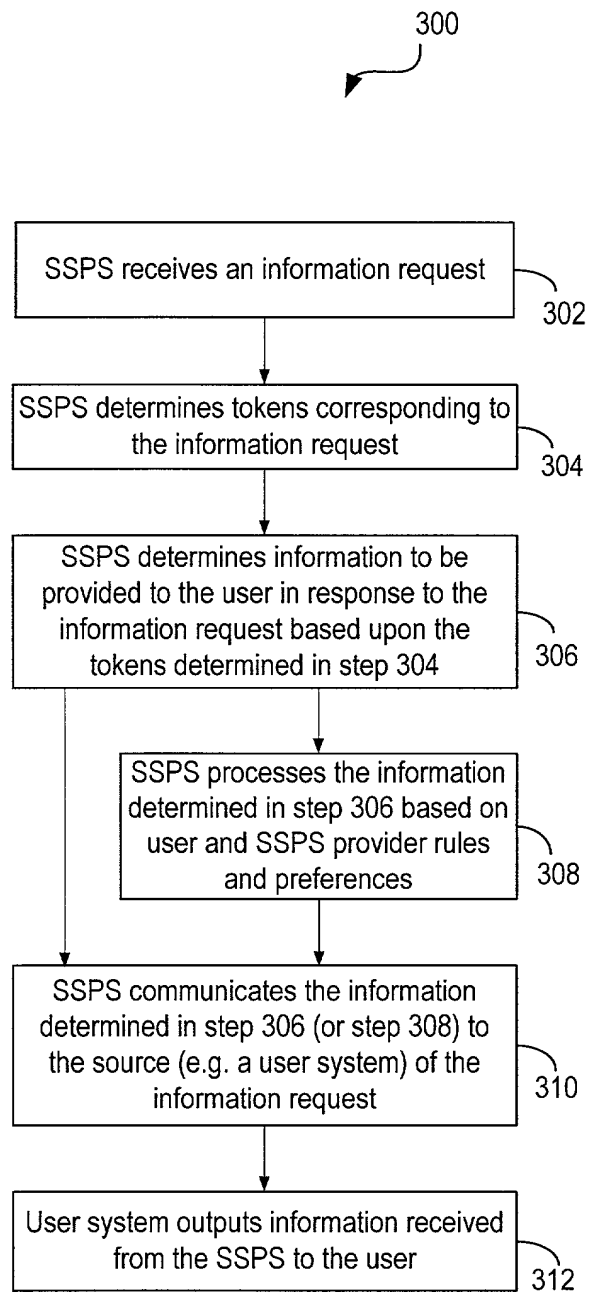 300
SSPS receives an information request
302
SSPS determines tokens corresponding to
the information request
304
SSPS determines information to be
provided to the user in response to the
information request based upon the
tokens determined in step 304
306
SSPS processes the information
determined in step 306 based on
user and SSPS provider rules
and preferences
308
SSPS communicates the information
determined in step 306 (or step 308) to
the source (e.g. a user system) of the
information request
310
User system outputs information received
from the SSPS to the user
312